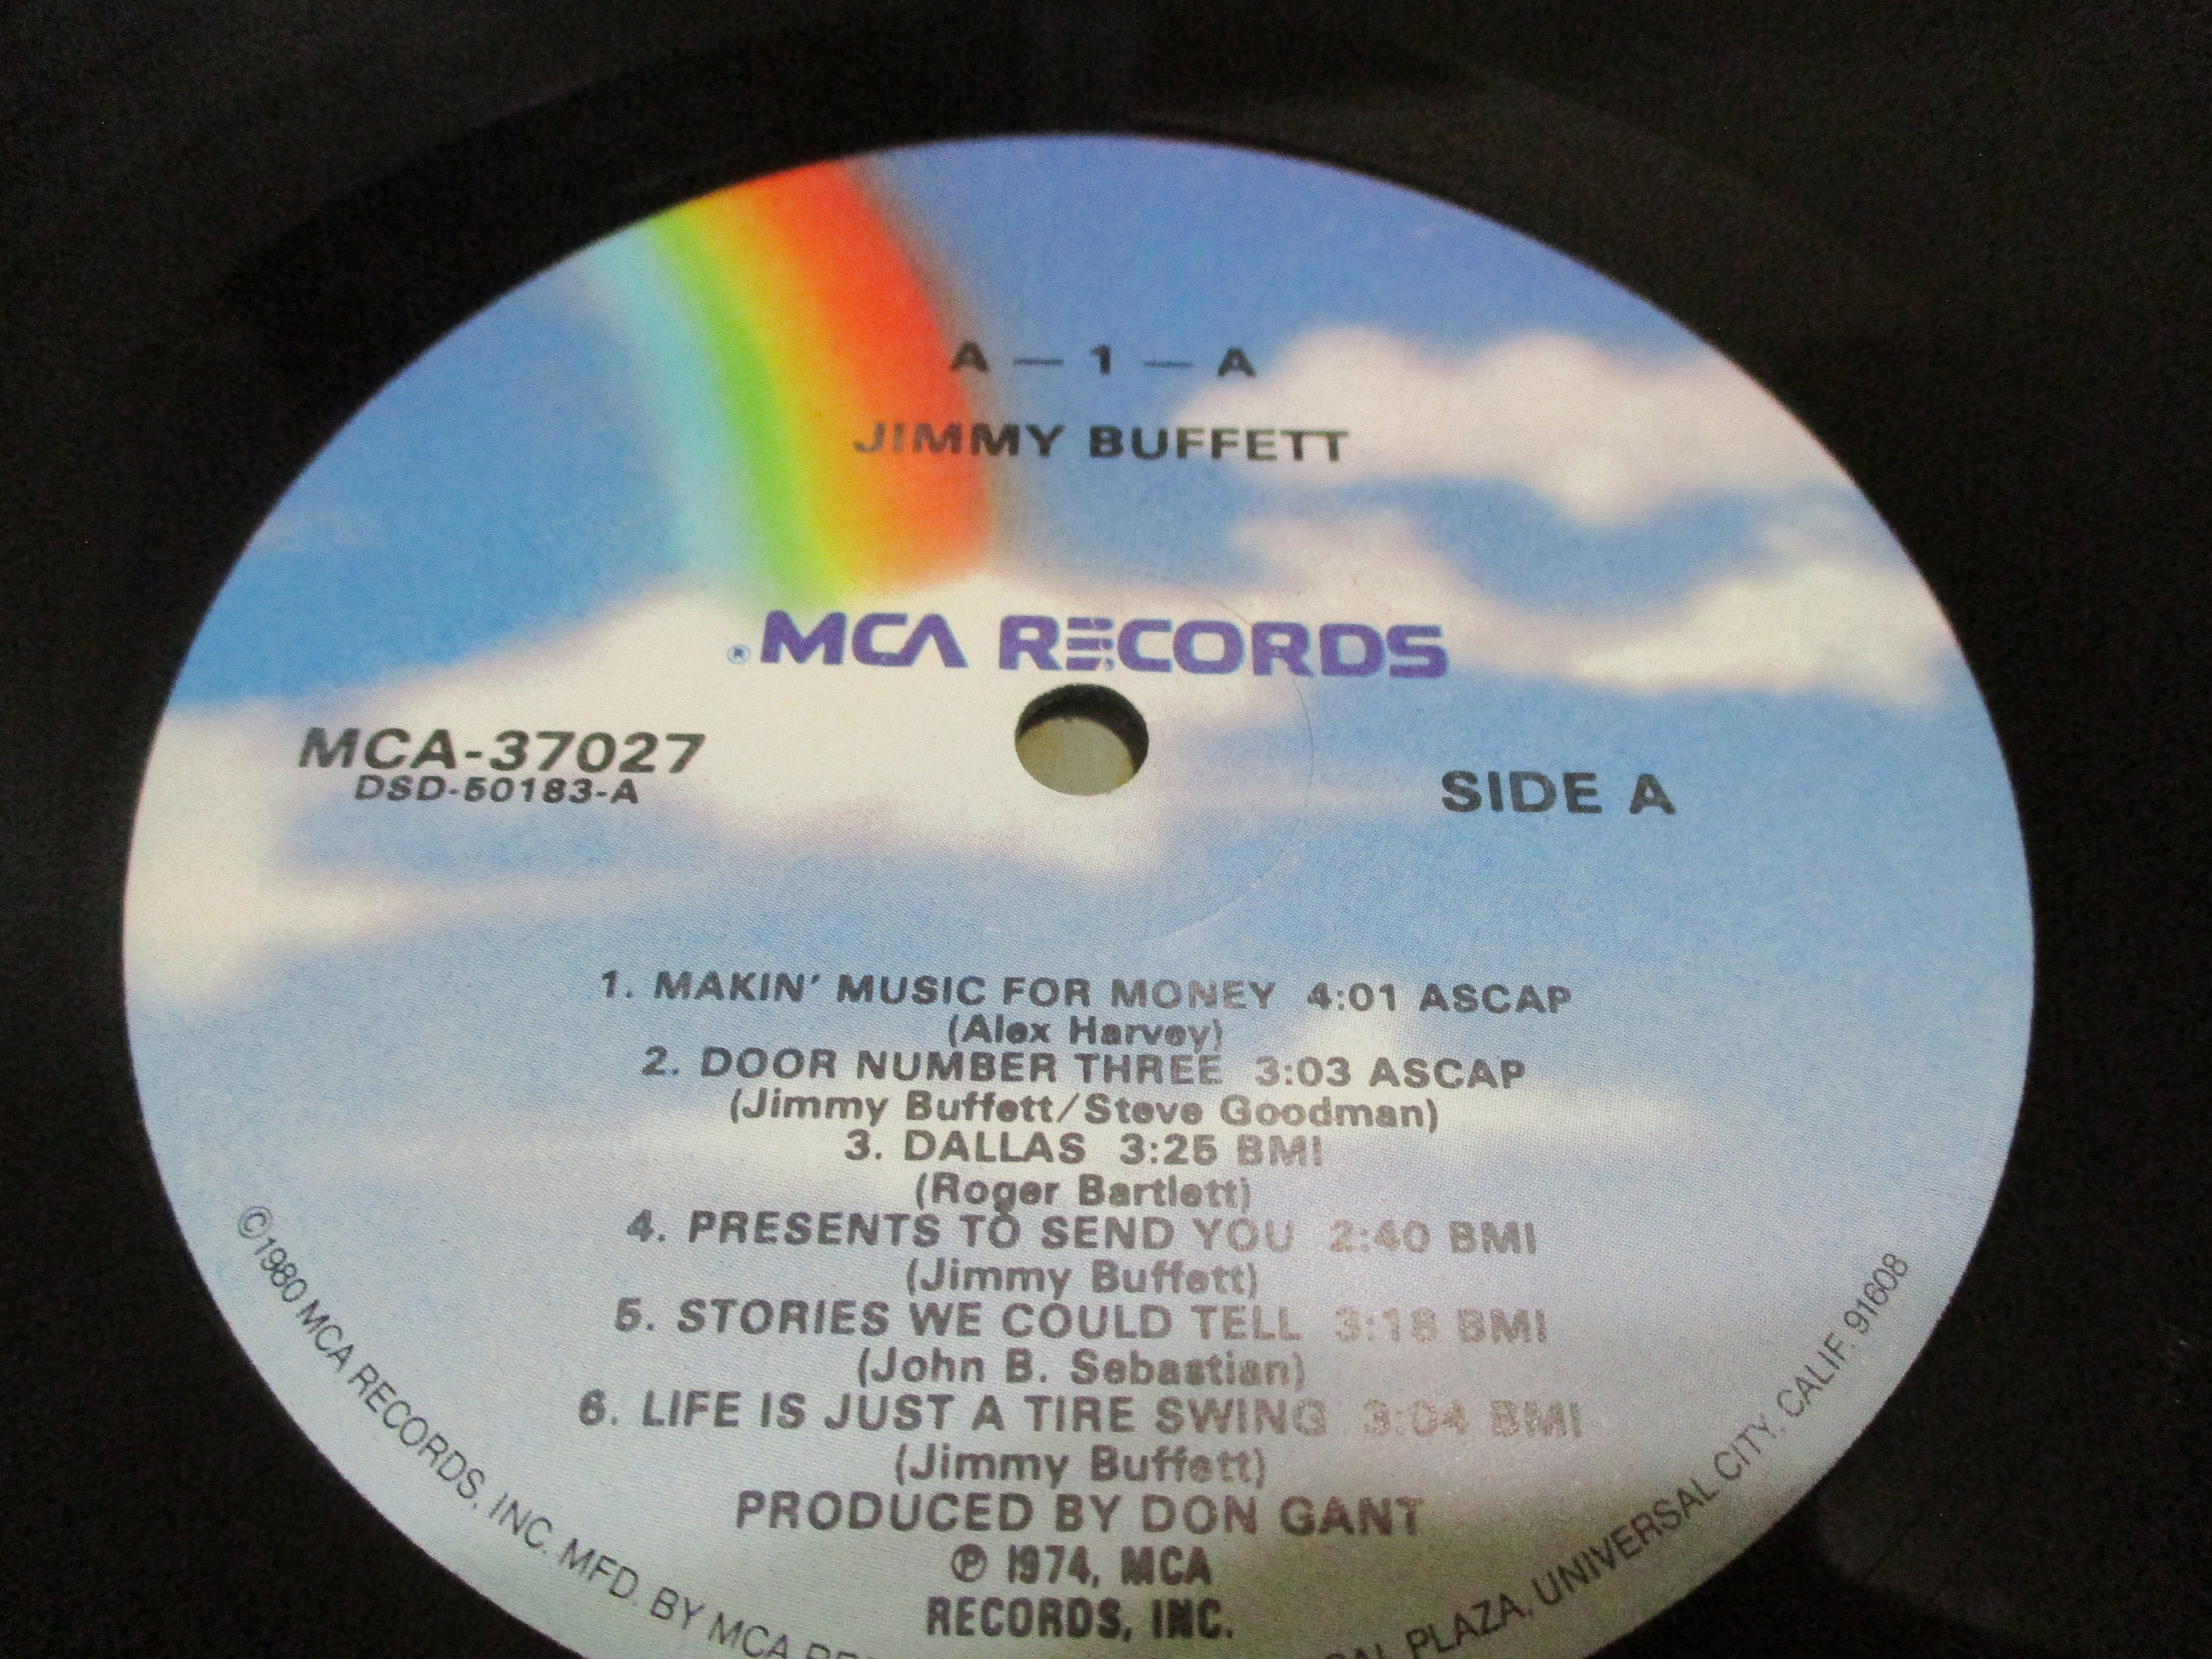 A — 1 — A
JIMMY BUFFETT
® MCA RECORDS
MCA-37027
DSD-50183-A
SIDE A
1. MAKIN' MUSIC FOR MONEY 4:01 ASCAP
(Alex Harvey)
2. DOOR NUMBER THREE 3:03 ASCAP
(Jimmy Buffett/Steve Goodman)
3. DALLAS 3:25 BMI
(Roger Bartlett)
4. PRESENTS TO SEND YOU 2:40 BMI
(Jimmy Buffett)
5. STORIES WE COULD TELL 3:18 BMI
(John B. Sebastian)
6. LIFE IS JUST A TIRE SWING 3:04 BMI
(Jimmy Buffett)
PRODUCED BY DON GANT
℗ 1974, MCA
RECORDS, INC.
©1980 MCA RECORDS, INC. MFD. BY MCA PLAZA, UNIVERSAL CITY, CALIF. 91608